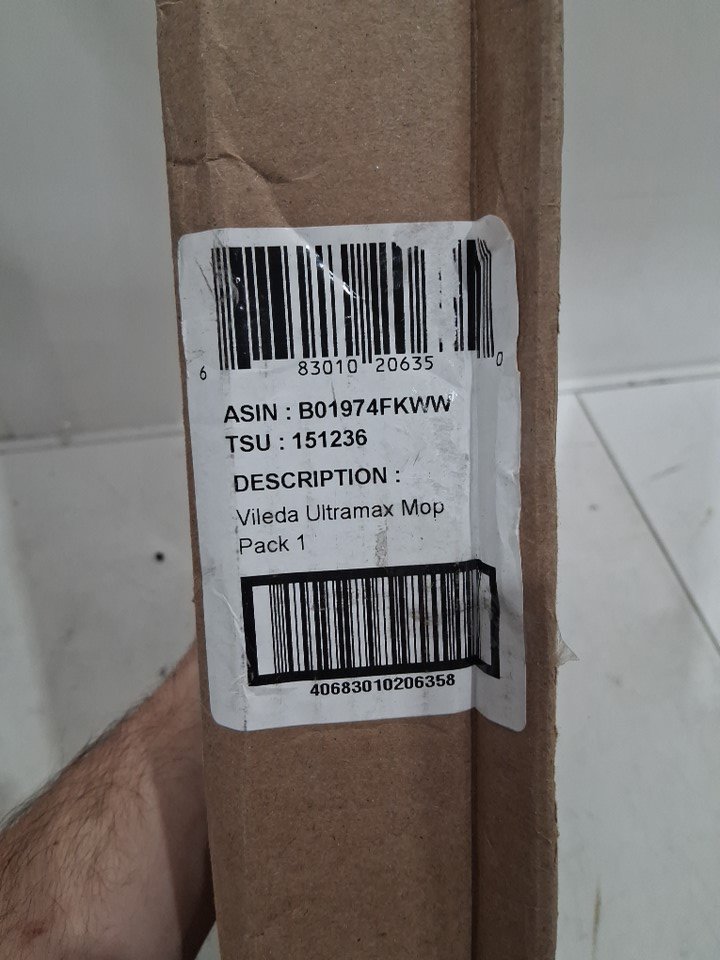 6 83010 20635 0
ASIN : B01974FKWW
TSU : 151236
DESCRIPTION :
Vileda Ultramax Mop
Pack 1
40683010206358